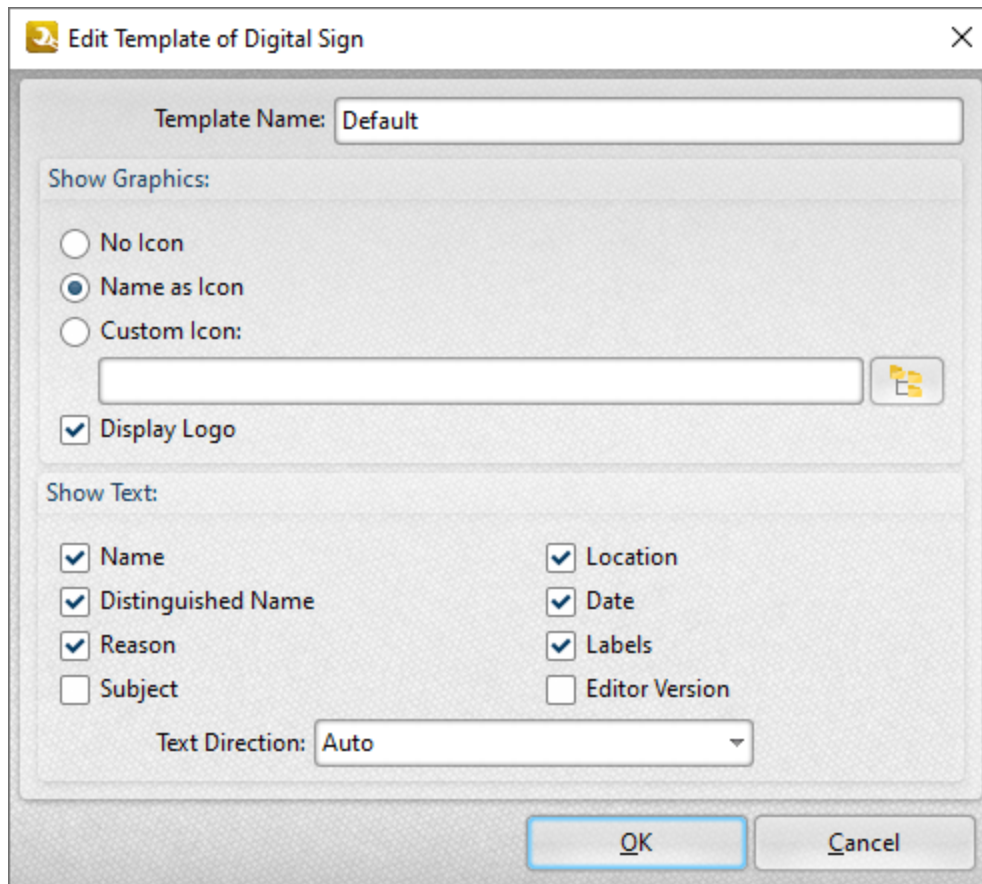 Edit Template of Digital Sign
Template Name: Default
Show Graphics:
No Icon
Name as Icon
Custom Icon:
Display Logo
Show Text:
Name Location
Distinguished Name Date
Reason Labels
Subject Editor Version
Text Direction: Auto
OK Cancel